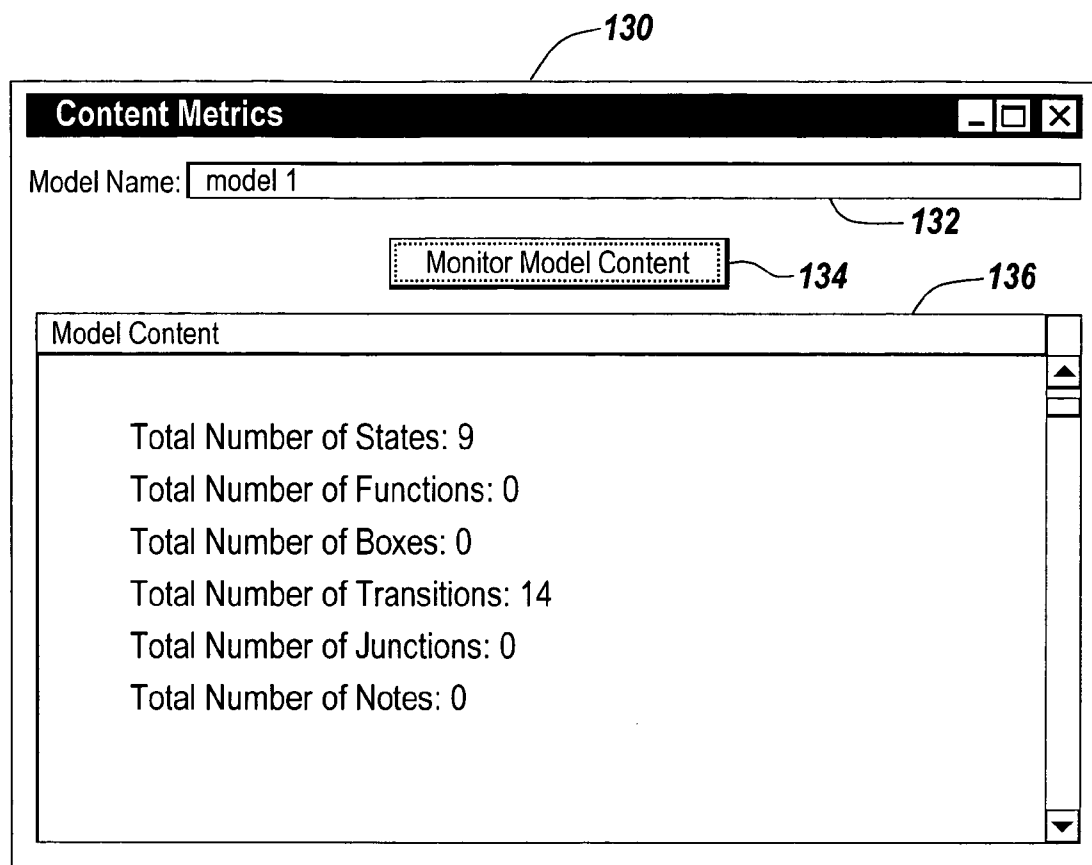 130
Content Metrics
Model Name: model 1
132
Monitor Model Content
134
136
Model Content
Total Number of States: 9
Total Number of Functions: 0
Total Number of Boxes: 0
Total Number of Transitions: 14
Total Number of Junctions: 0
Total Number of Notes: 0